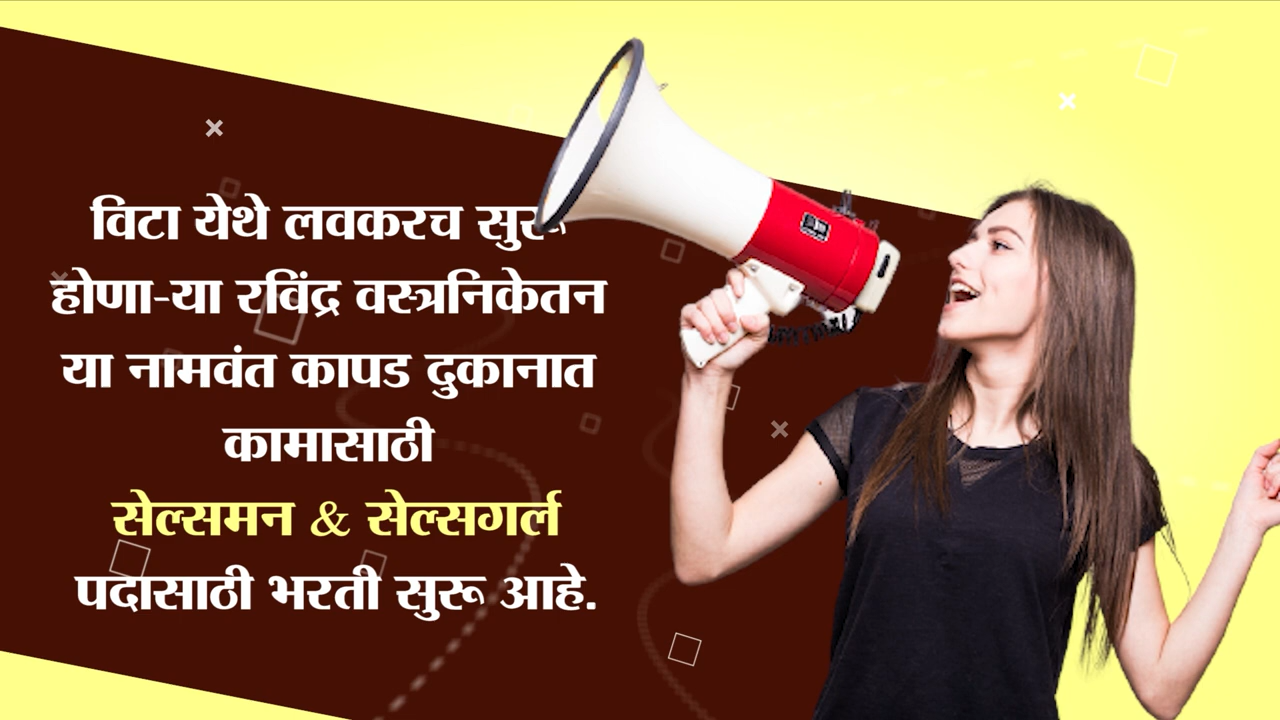 विटा येथे लवकरच सुरू
होणा-या रविंद्र वस्त्रनिकेतन
या नामवंत कापड दुकानात
कामासाठी
सेल्समन & सेल्सगर्ल
पदासाठी भरती सुरू आहे.